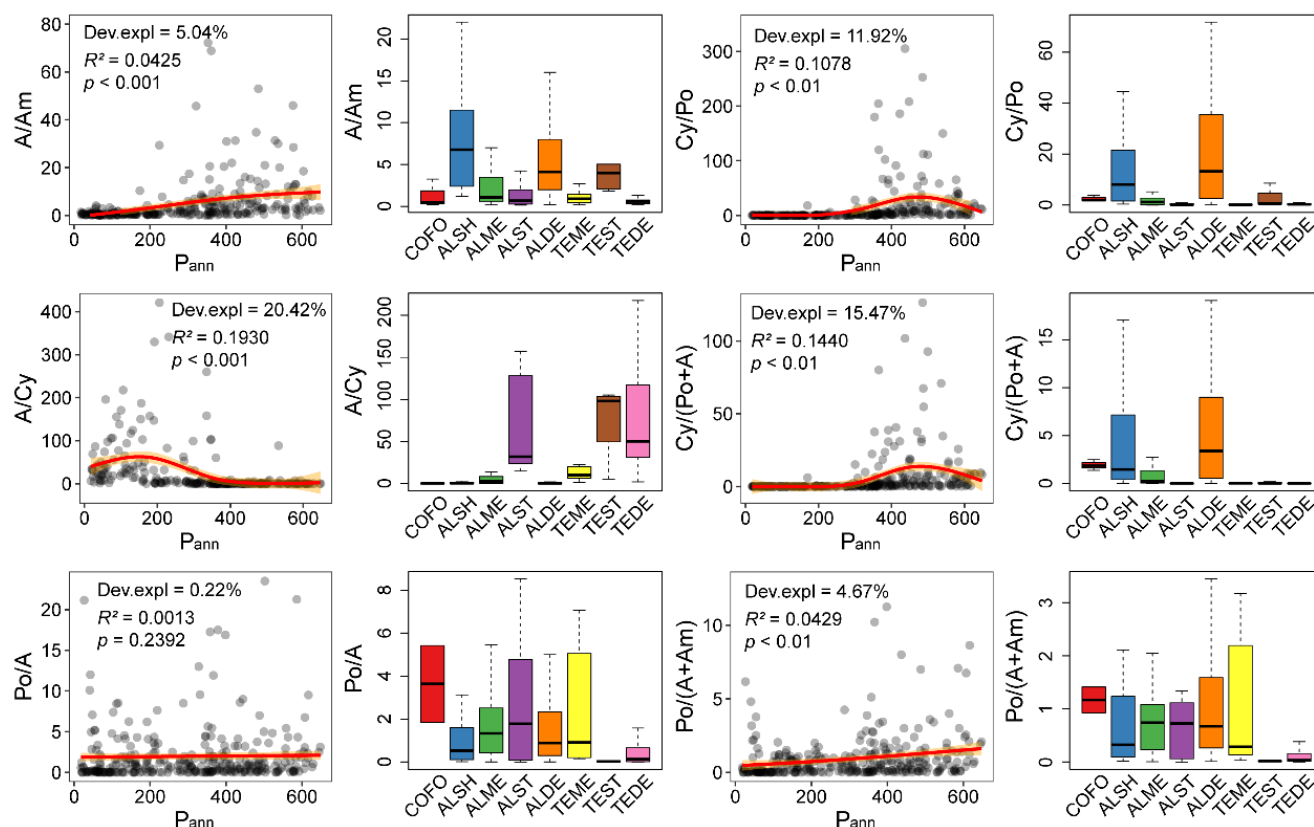 Dev.expl = 5.04%
R² = 0.0425
p < 0.001
A/Am
80
60
40
20
0
0 200 400 600
Pann
A/Am
20
15
10
5
0
COFO ALSH ALME ALST ALDE TEME TEST TEDE
Dev.expl = 11.92%
R² = 0.1078
p < 0.01
Cy/Po
300
200
100
0
0 200 400 600
Pann
Cy/Po
60
40
20
0
COFO ALSH ALME ALST ALDE TEME TEST TEDE
Dev.expl = 20.42%
R² = 0.1930
p < 0.001
A/Cy
400
300
200
100
0
0 200 400 600
Pann
A/Cy
200
150
100
50
0
COFO ALSH ALME ALST ALDE TEME TEST TEDE
Dev.expl = 15.47%
R² = 0.1440
p < 0.01
Cy/(Po+A)
100
50
0
0 200 400 600
Pann
Cy/(Po+A)
15
10
5
0
COFO ALSH ALME ALST ALDE TEME TEST TEDE
Dev.expl = 0.22%
R² = 0.0013
p = 0.2392
Po/A
20
15
10
5
0
0 200 400 600
Pann
Po/A
8
6
4
2
0
COFO ALSH ALME ALST ALDE TEME TEST TEDE
Dev.expl = 4.67%
R² = 0.0429
p < 0.01
Po/(A+Am)
10
5
0
0 200 400 600
Pann
Po/(A+Am)
3
2
1
0
COFO ALSH ALME ALST ALDE TEME TEST TEDE